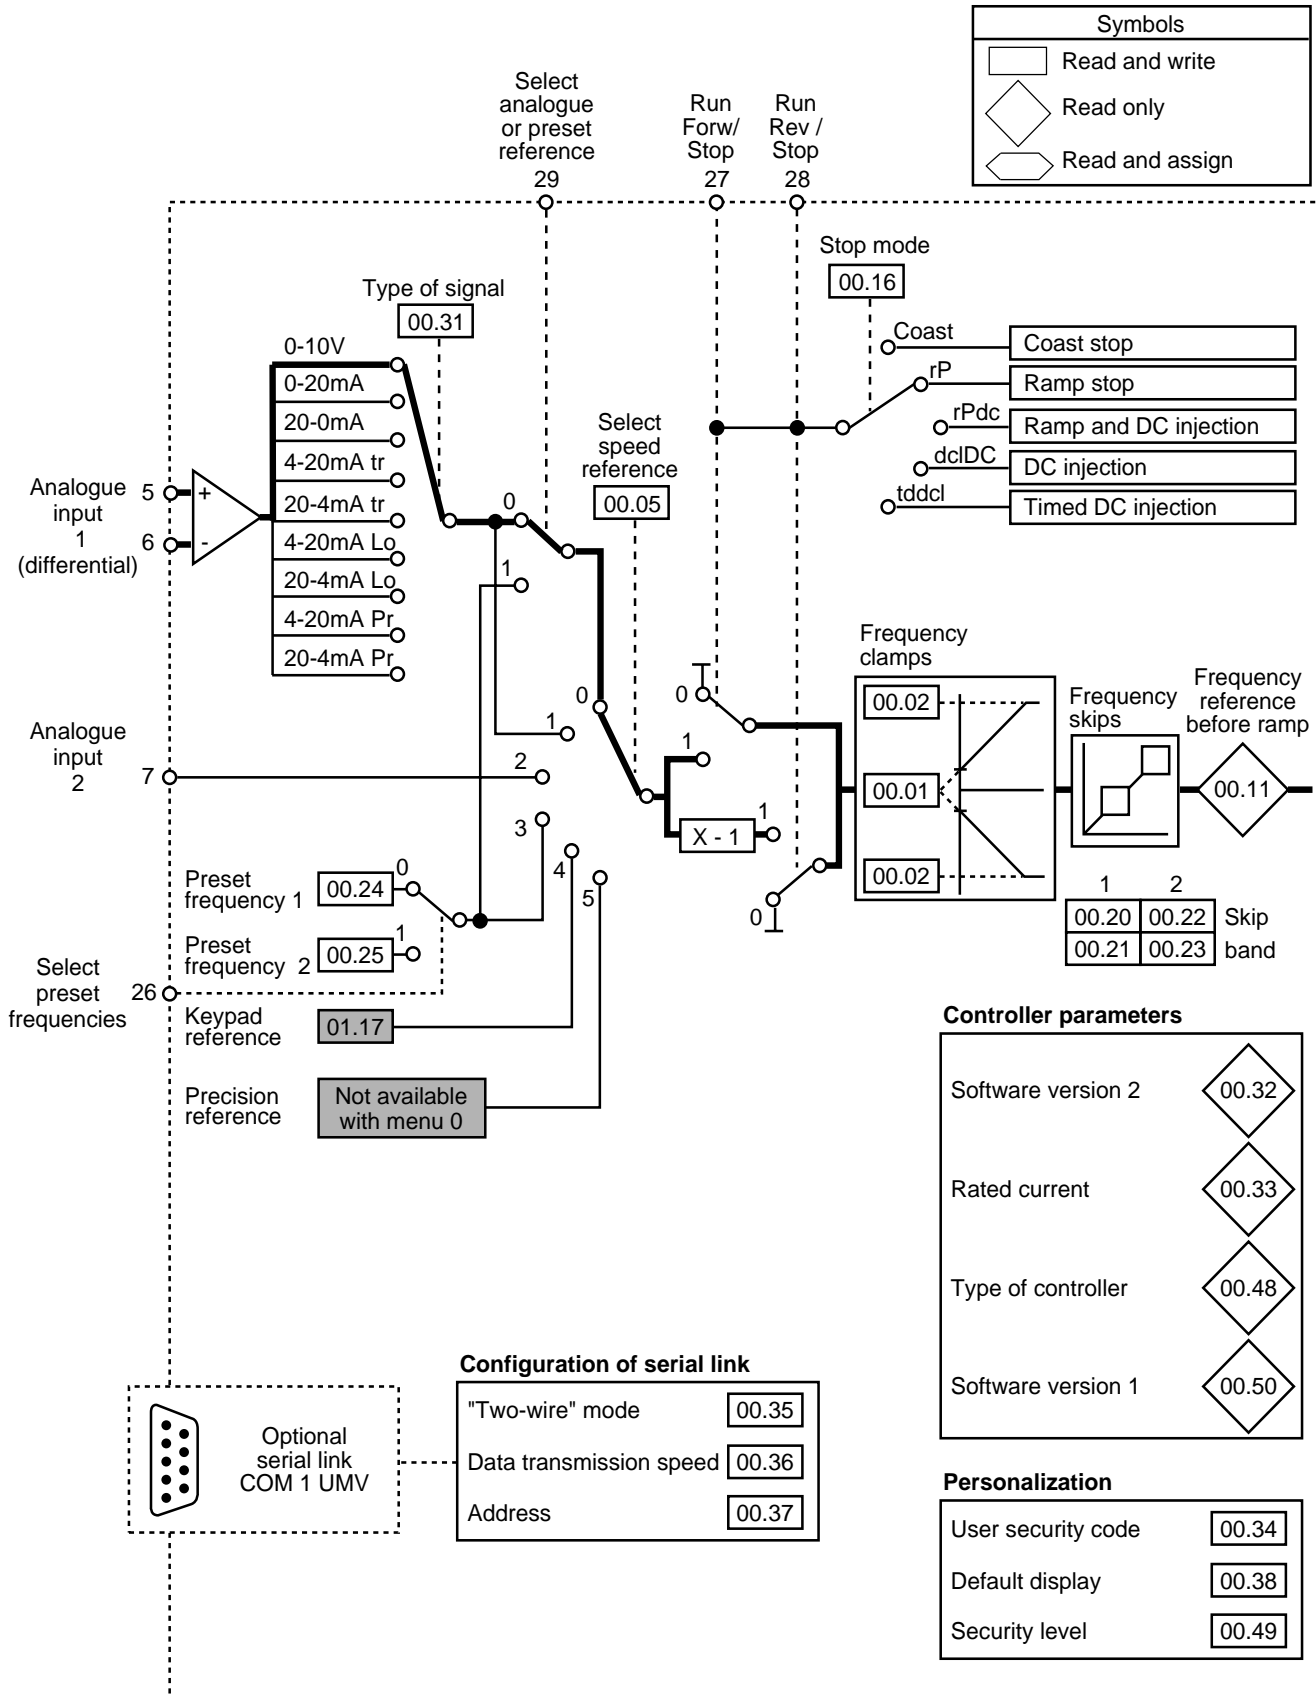 Symbols
Read and write
Read only
Read and assign
Select
analogue
or preset
reference
29
Run
Forw/
Stop
27
Run
Rev /
Stop
28
Stop mode
00.16
Coast
Coast stop
rP
Ramp stop
rPdc
Ramp and DC injection
dclDC
DC injection
tddcl
Timed DC injection
Type of signal
00.31
0-10V
0-20mA
20-0mA
4-20mA tr
20-4mA tr
4-20mA Lo
20-4mA Lo
4-20mA Pr
20-4mA Pr
Analogue
input
1
(differential)
5
6
+
-
0
1
Select
speed
reference
00.05
0
1
2
3
4
5
Analogue
input
2
7
0
1
X - 1
1
0
Frequency
clamps
00.02
00.01
00.02
Frequency
skips
Frequency
reference
before ramp
00.11
1 2
00.20 00.22 Skip
00.21 00.23 band
Preset
frequency 1
00.24
0
Preset
frequency 2
00.25
1
Select
preset
frequencies
26
Keypad
reference
01.17
Precision
reference
Not available
with menu 0
Controller parameters
Software version 2
00.32
Rated current
00.33
Type of controller
00.48
Software version 1
00.50
Optional
serial link
COM 1 UMV
Configuration of serial link
"Two-wire" mode
00.35
Data transmission speed
00.36
Address
00.37
Personalization
User security code
00.34
Default display
00.38
Security level
00.49